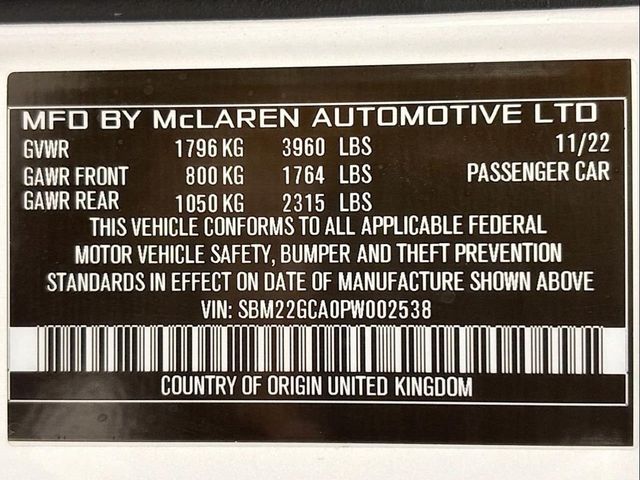 MFD BY McLAREN AUTOMOTIVE LTD
GVWR 1796 KG 3960 LBS 11/22
GAWR FRONT 800 KG 1764 LBS PASSENGER CAR
GAWR REAR 1050 KG 2315 LBS
THIS VEHICLE CONFORMS TO ALL APPLICABLE FEDERAL
MOTOR VEHICLE SAFETY, BUMPER AND THEFT PREVENTION
STANDARDS IN EFFECT ON DATE OF MANUFACTURE SHOWN ABOVE
VIN: SBM22GCA0PW002538
COUNTRY OF ORIGIN UNITED KINGDOM